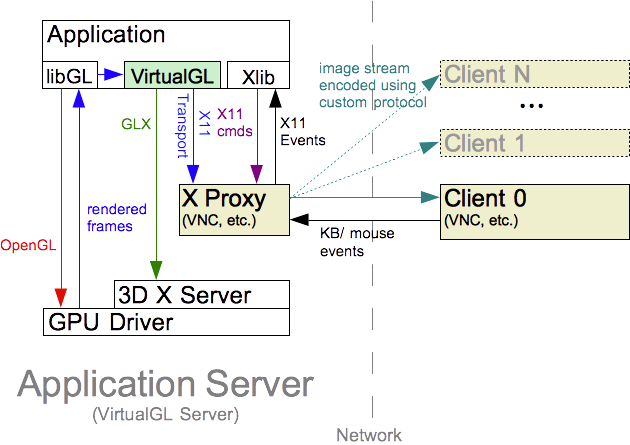 Application
libGL
VirtualGL
Xlib
image stream
encoded using
custom protocol
Client N
...
Client 1
GLX
X11
Transport
X11
cmds
X11
Events
X Proxy
(VNC, etc.)
Client 0
(VNC, etc.)
rendered
frames
KB/ mouse
events
OpenGL
3D X Server
GPU Driver
Application Server
(VirtualGL Server)
Network